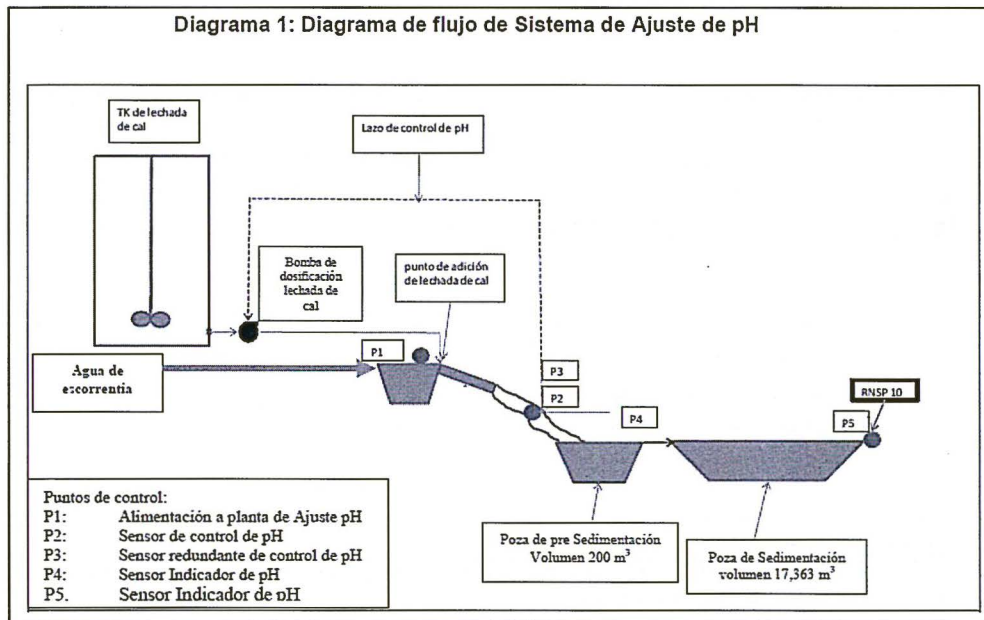 Diagrama 1: Diagrama de flujo de Sistema de Ajuste de pH
TK de lechada
de cal
Lazo de control de pH
Bomba de
dosificación
lechada de
cal
punto de adición
de lechada de cal
P1
Agua de
escorrentía
P3
P2
P4
RNSP 10
P5
Puntos de control:
P1: Alimentación a planta de Ajuste pH
P2: Sensor de control de pH
P3: Sensor redundante de control de pH
P4: Sensor Indicador de pH
P5. Sensor Indicador de pH
Poza de pre Sedimentación
Volumen 200 m³
Poza de Sedimentación
volumen 17,363 m³